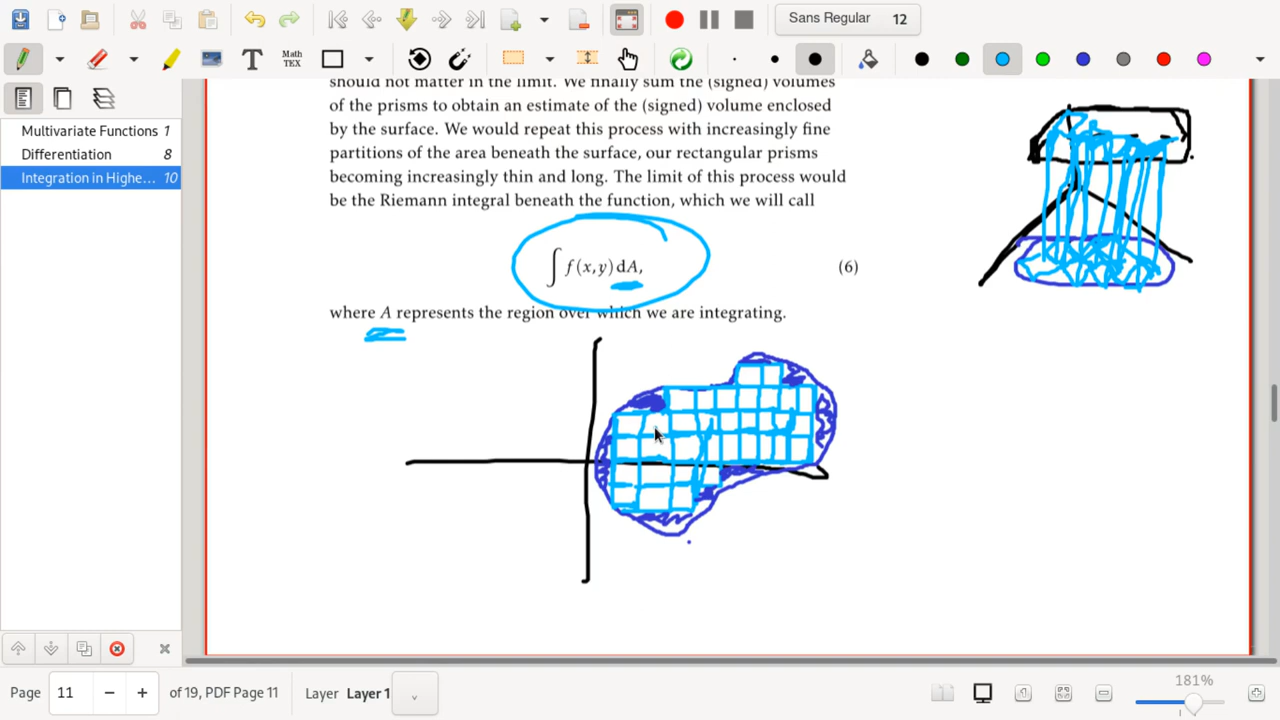 Sans Regular 12
T Math TEX
Multivariate Functions 1
Differentiation 8
Integration in Highe... 10
should not matter in the limit. We finally sum the (signed) volumes
of the prisms to obtain an estimate of the (signed) volume enclosed
by the surface. We would repeat this process with increasingly fine
partitions of the area beneath the surface, our rectangular prisms
becoming increasingly thin and long. The limit of this process would
be the Riemann integral beneath the function, which we will call
∫ f(x,y) dA, (6)
where A represents the region over which we are integrating.
Page 11 of 19, PDF Page 11 Layer Layer 1 181%